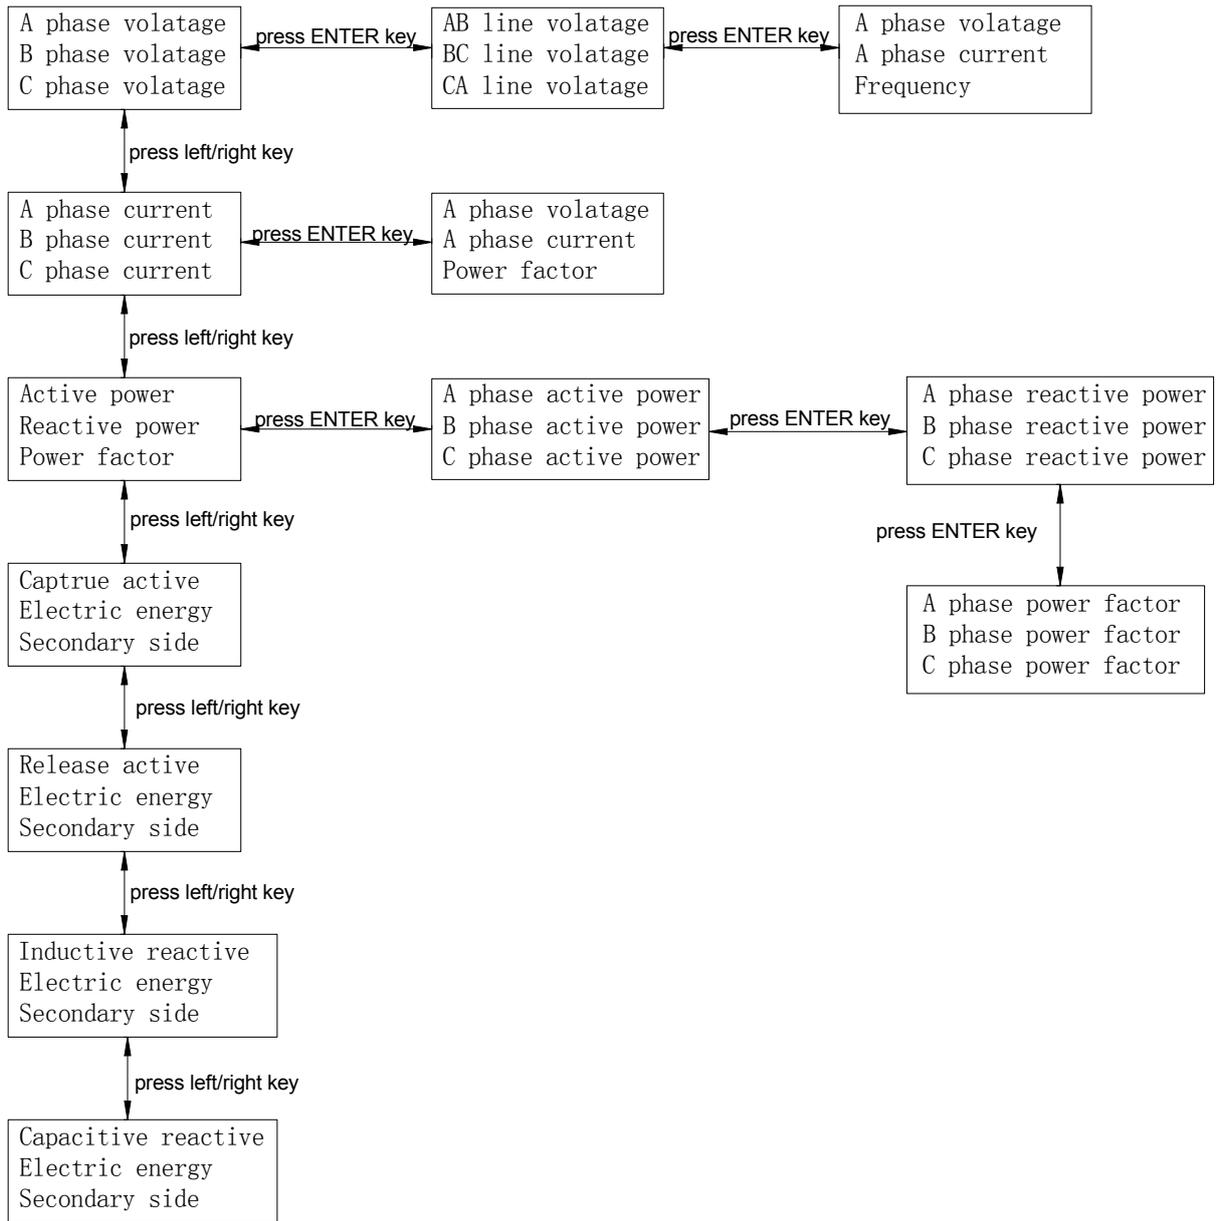 A phase volatage
B phase volatage
C phase volatage
press ENTER key
AB line volatage
BC line volatage
CA line volatage
press ENTER key
A phase volatage
A phase current
Frequency
press left/right key
A phase current
B phase current
C phase current
press ENTER key
A phase volatage
A phase current
Power factor
press left/right key
Active power
Reactive power
Power factor
press ENTER key
A phase active power
B phase active power
C phase active power
press ENTER key
A phase reactive power
B phase reactive power
C phase reactive power
press left/right key
press ENTER key
Captrue active
Electric energy
Secondary side
A phase power factor
B phase power factor
C phase power factor
press left/right key
Release active
Electric energy
Secondary side
press left/right key
Inductive reactive
Electric energy
Secondary side
press left/right key
Capacitive reactive
Electric energy
Secondary side